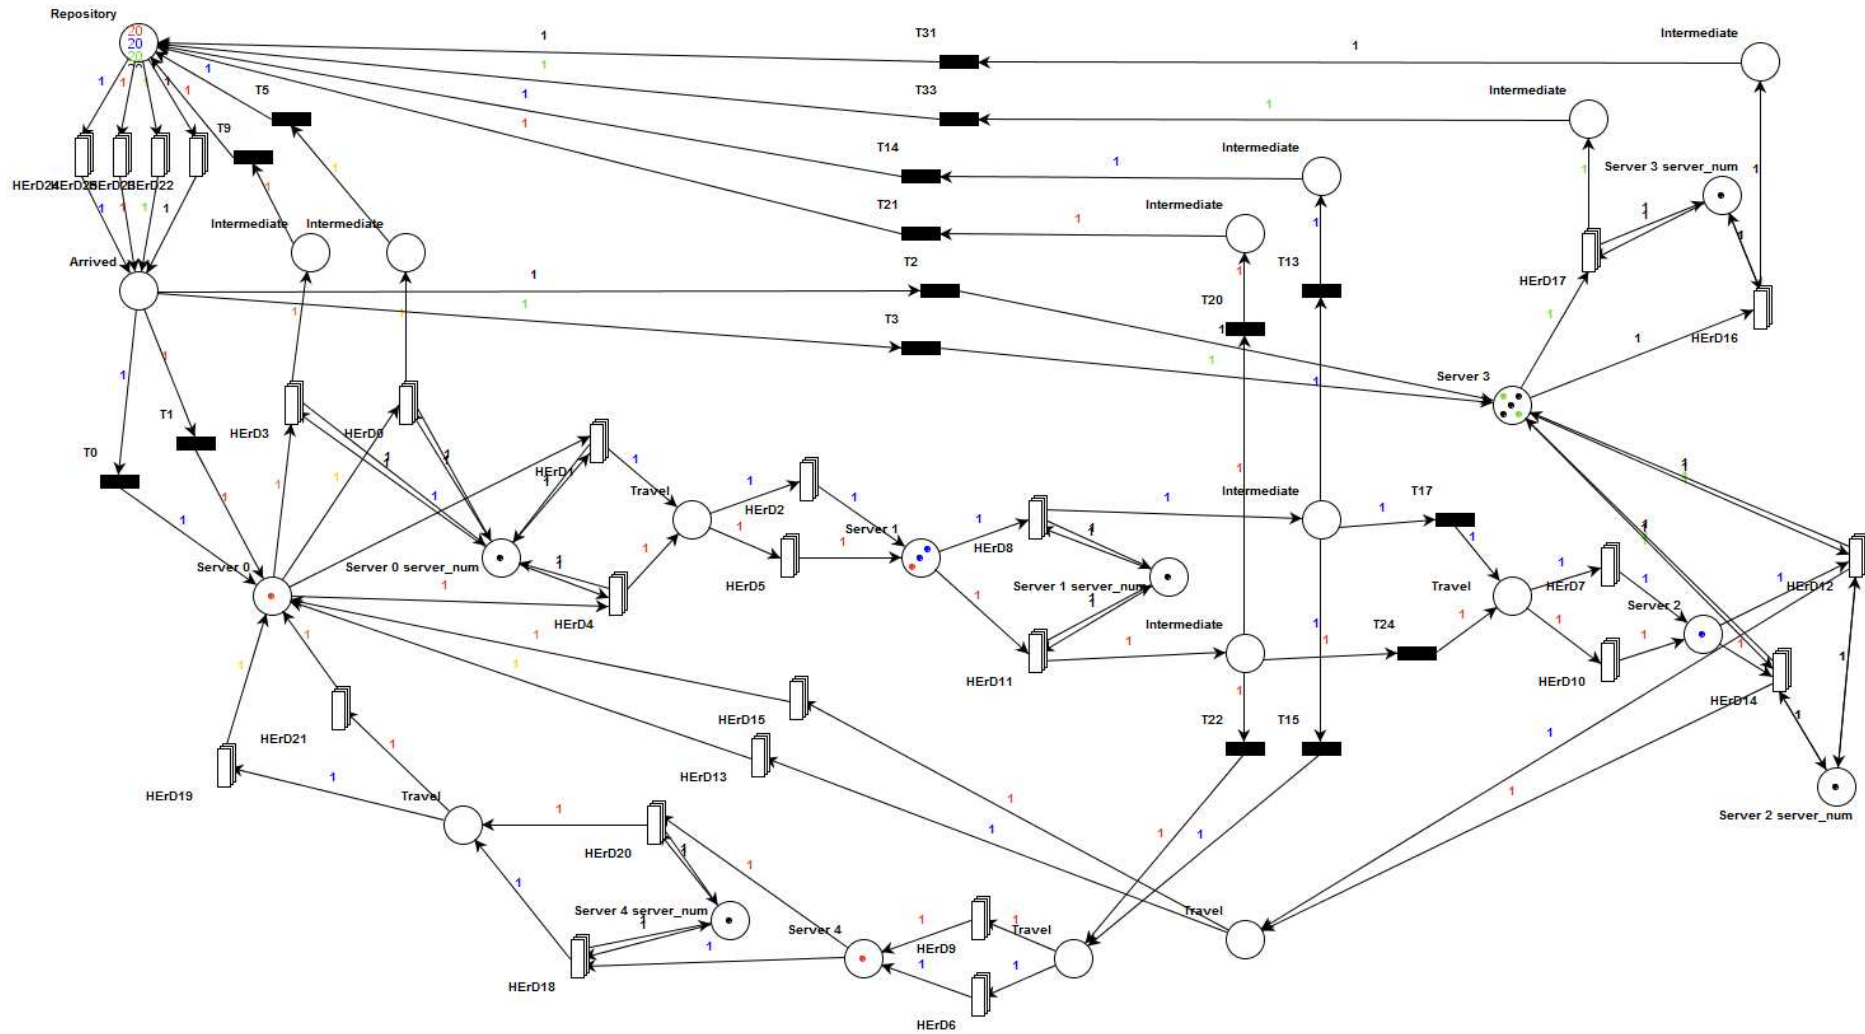 Repository
20
20
20
T31
Intermediate
T5
T33
Intermediate
T9
T14
Intermediate
Server 3 server_num
HErD22
T21
Intermediate
Intermediate
Intermediate
Arrived
T2
T13
HErD17
T20
T3
HErD16
Server 3
T1
HErD3
HErD0
T0
HErD1
Travel
HErD2
Intermediate
T17
Server 1
HErD8
Server 0
Server 0 server_num
HErD5
Server 1 server_num
Travel
HErD7
HErD12
Server 2
HErD4
Intermediate
T24
HErD11
HErD10
HErD14
HErD15
T22
T15
HErD21
HErD13
HErD19
Travel
Server 2 server_num
HErD20
Server 4 server_num
Server 4
HErD9
Travel
Travel
HErD18
HErD6